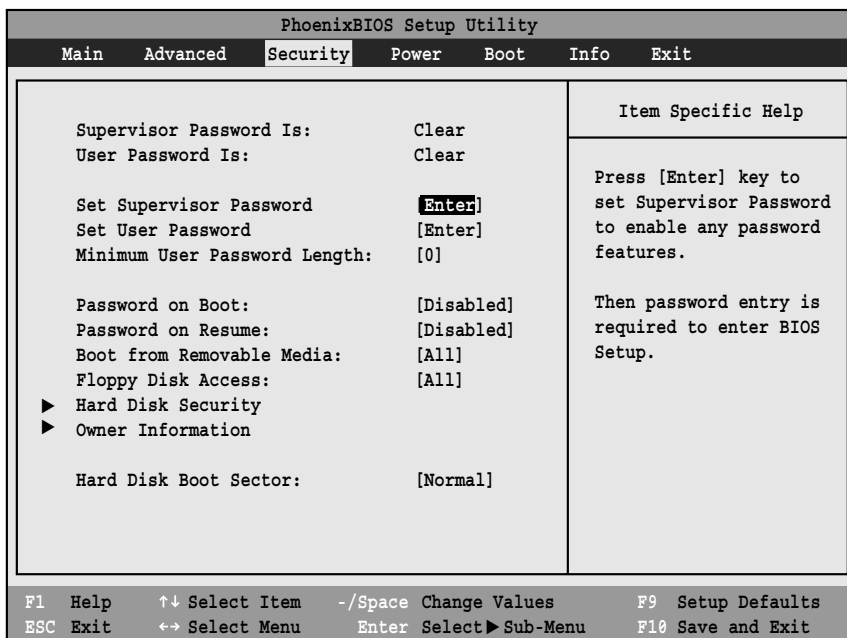 PhoenixBIOS Setup Utility
Main Advanced Security Power Boot Info Exit
Supervisor Password Is: Clear
User Password Is: Clear
Set Supervisor Password [Enter]
Set User Password [Enter]
Minimum User Password Length: [0]
Password on Boot: [Disabled]
Password on Resume: [Disabled]
Boot from Removable Media: [All]
Floppy Disk Access: [All]
▶ Hard Disk Security
▶ Owner Information
Hard Disk Boot Sector: [Normal]
Item Specific Help
Press [Enter] key to
set Supervisor Password
to enable any password
features.
Then password entry is
required to enter BIOS
Setup.
F1 Help ↑↓ Select Item -/Space Change Values F9 Setup Defaults
ESC Exit ←→ Select Menu Enter Select ▶ Sub-Menu F10 Save and Exit